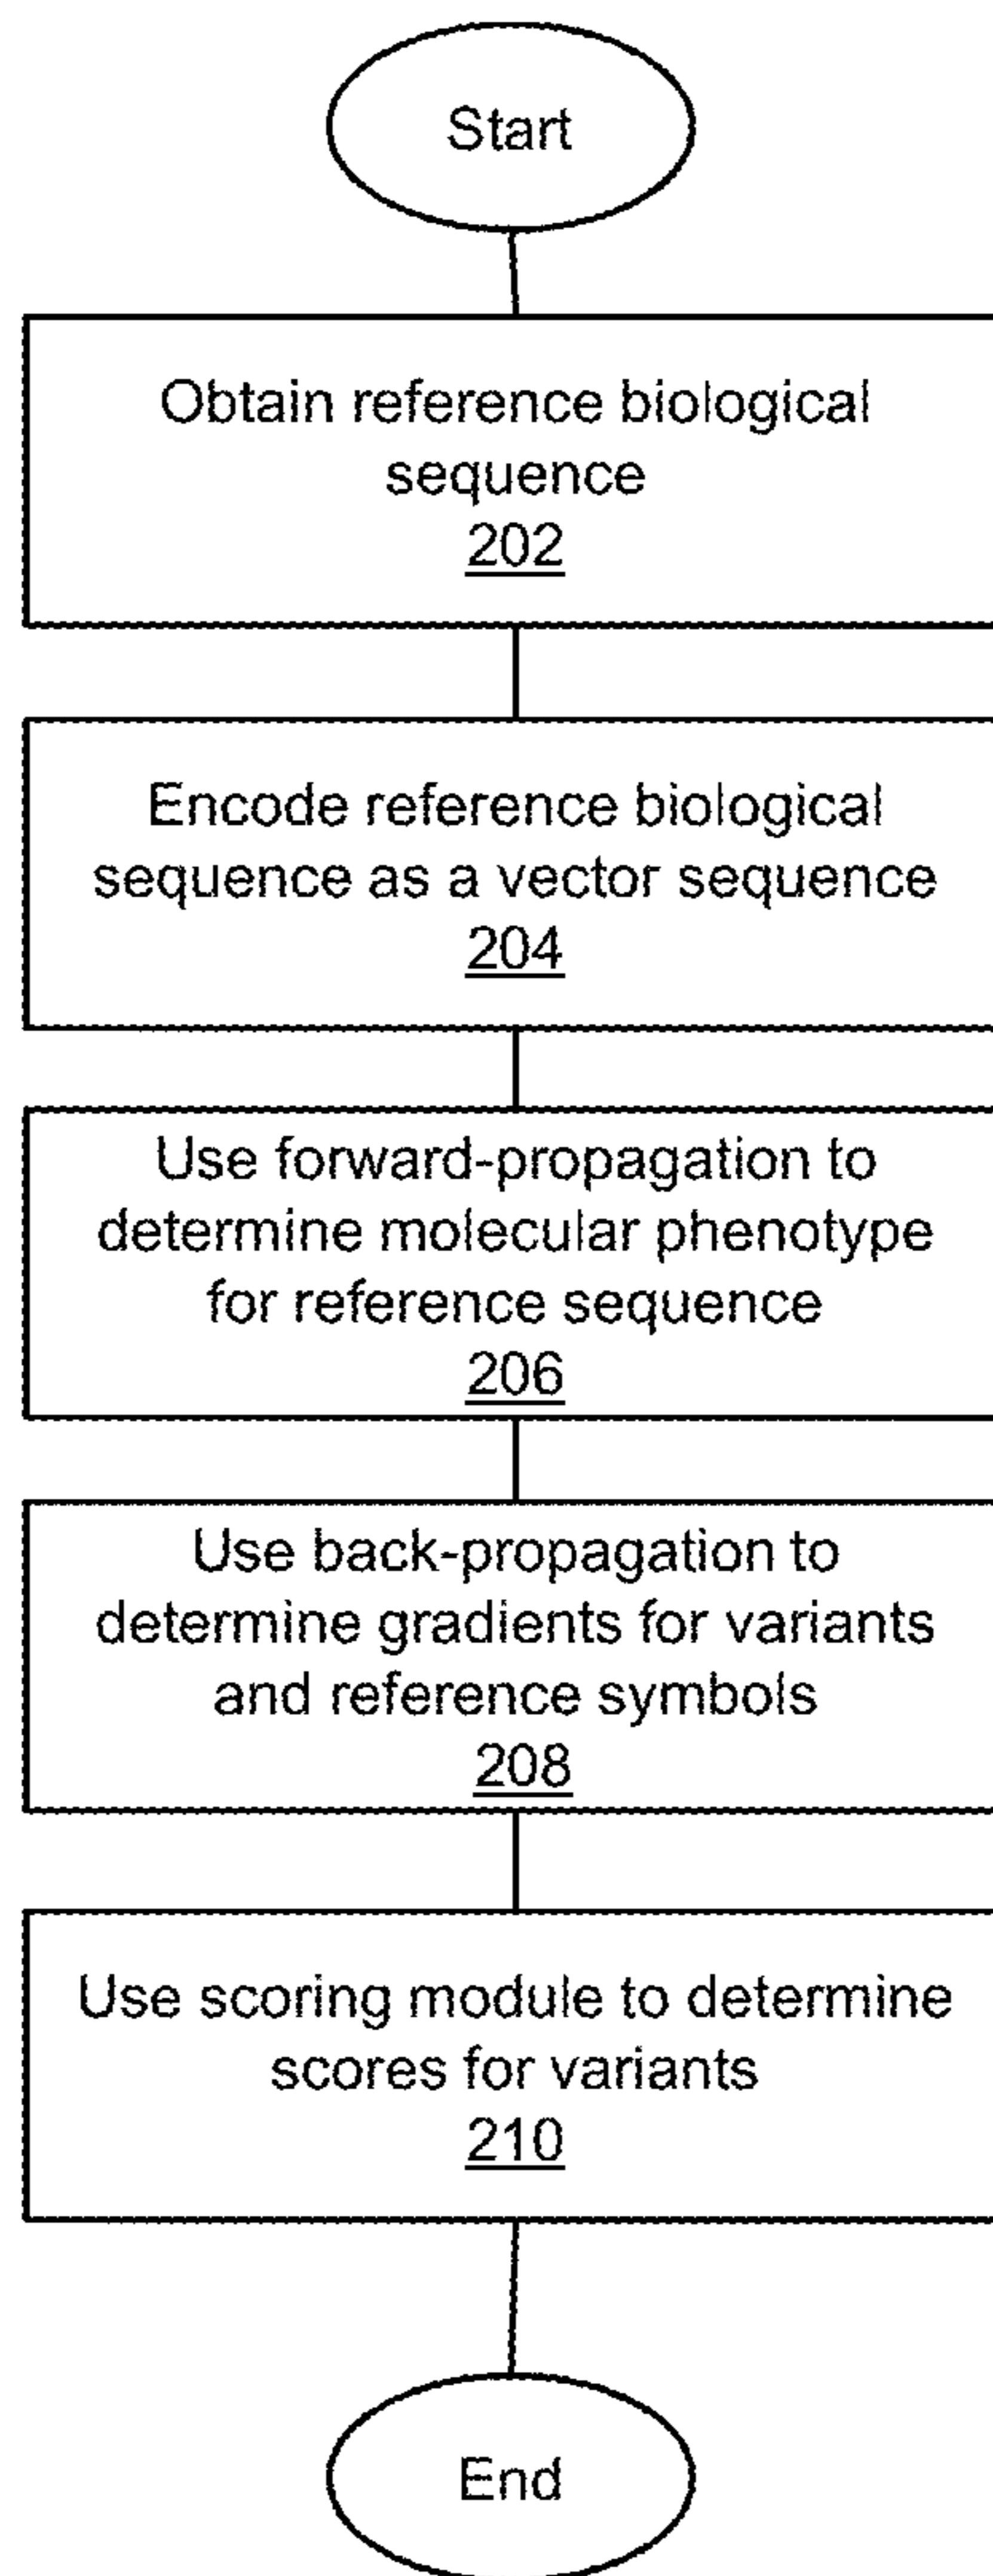 Start
Obtain reference biological
sequence
202
Encode reference biological
sequence as a vector sequence
204
Use forward-propagation to
determine molecular phenotype
for reference sequence
206
Use back-propagation to
determine gradients for variants
and reference symbols
208
Use scoring module to determine
scores for variants
210
End